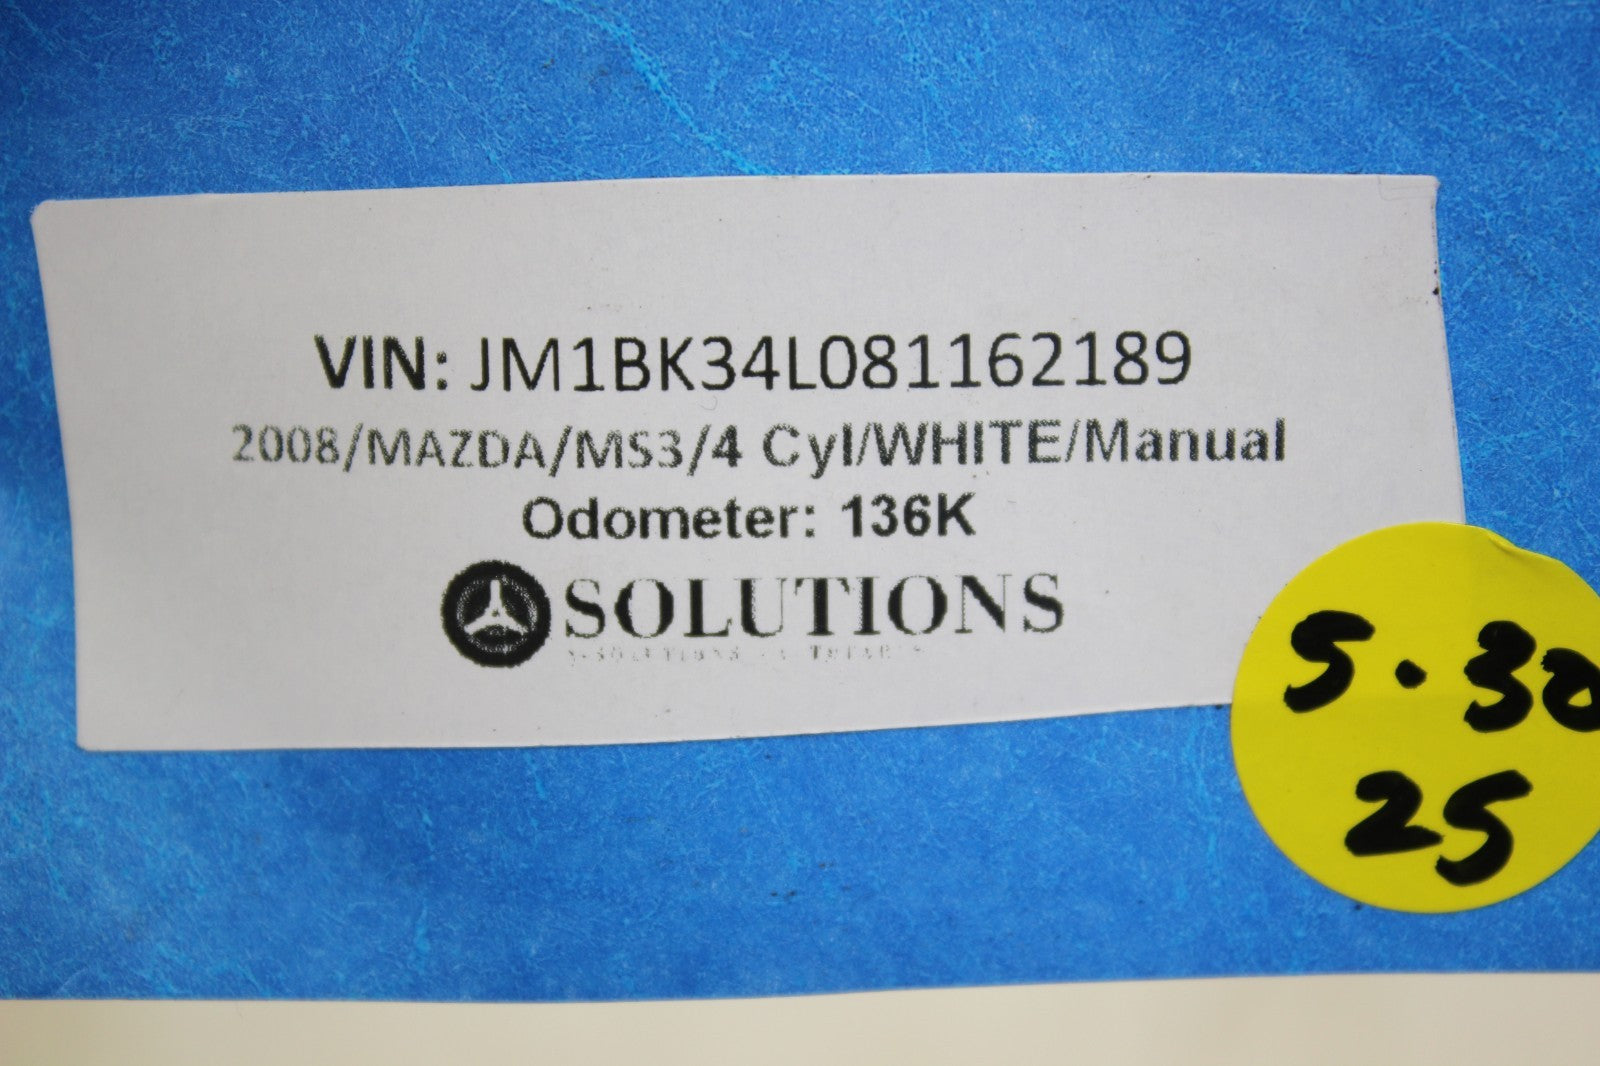 VIN: JM1BK34L081162189
2008/MAZDA/MS3/4 Cyl/WHITE/Manual
Odometer: 136K
SOLUTIONS
5.30
25